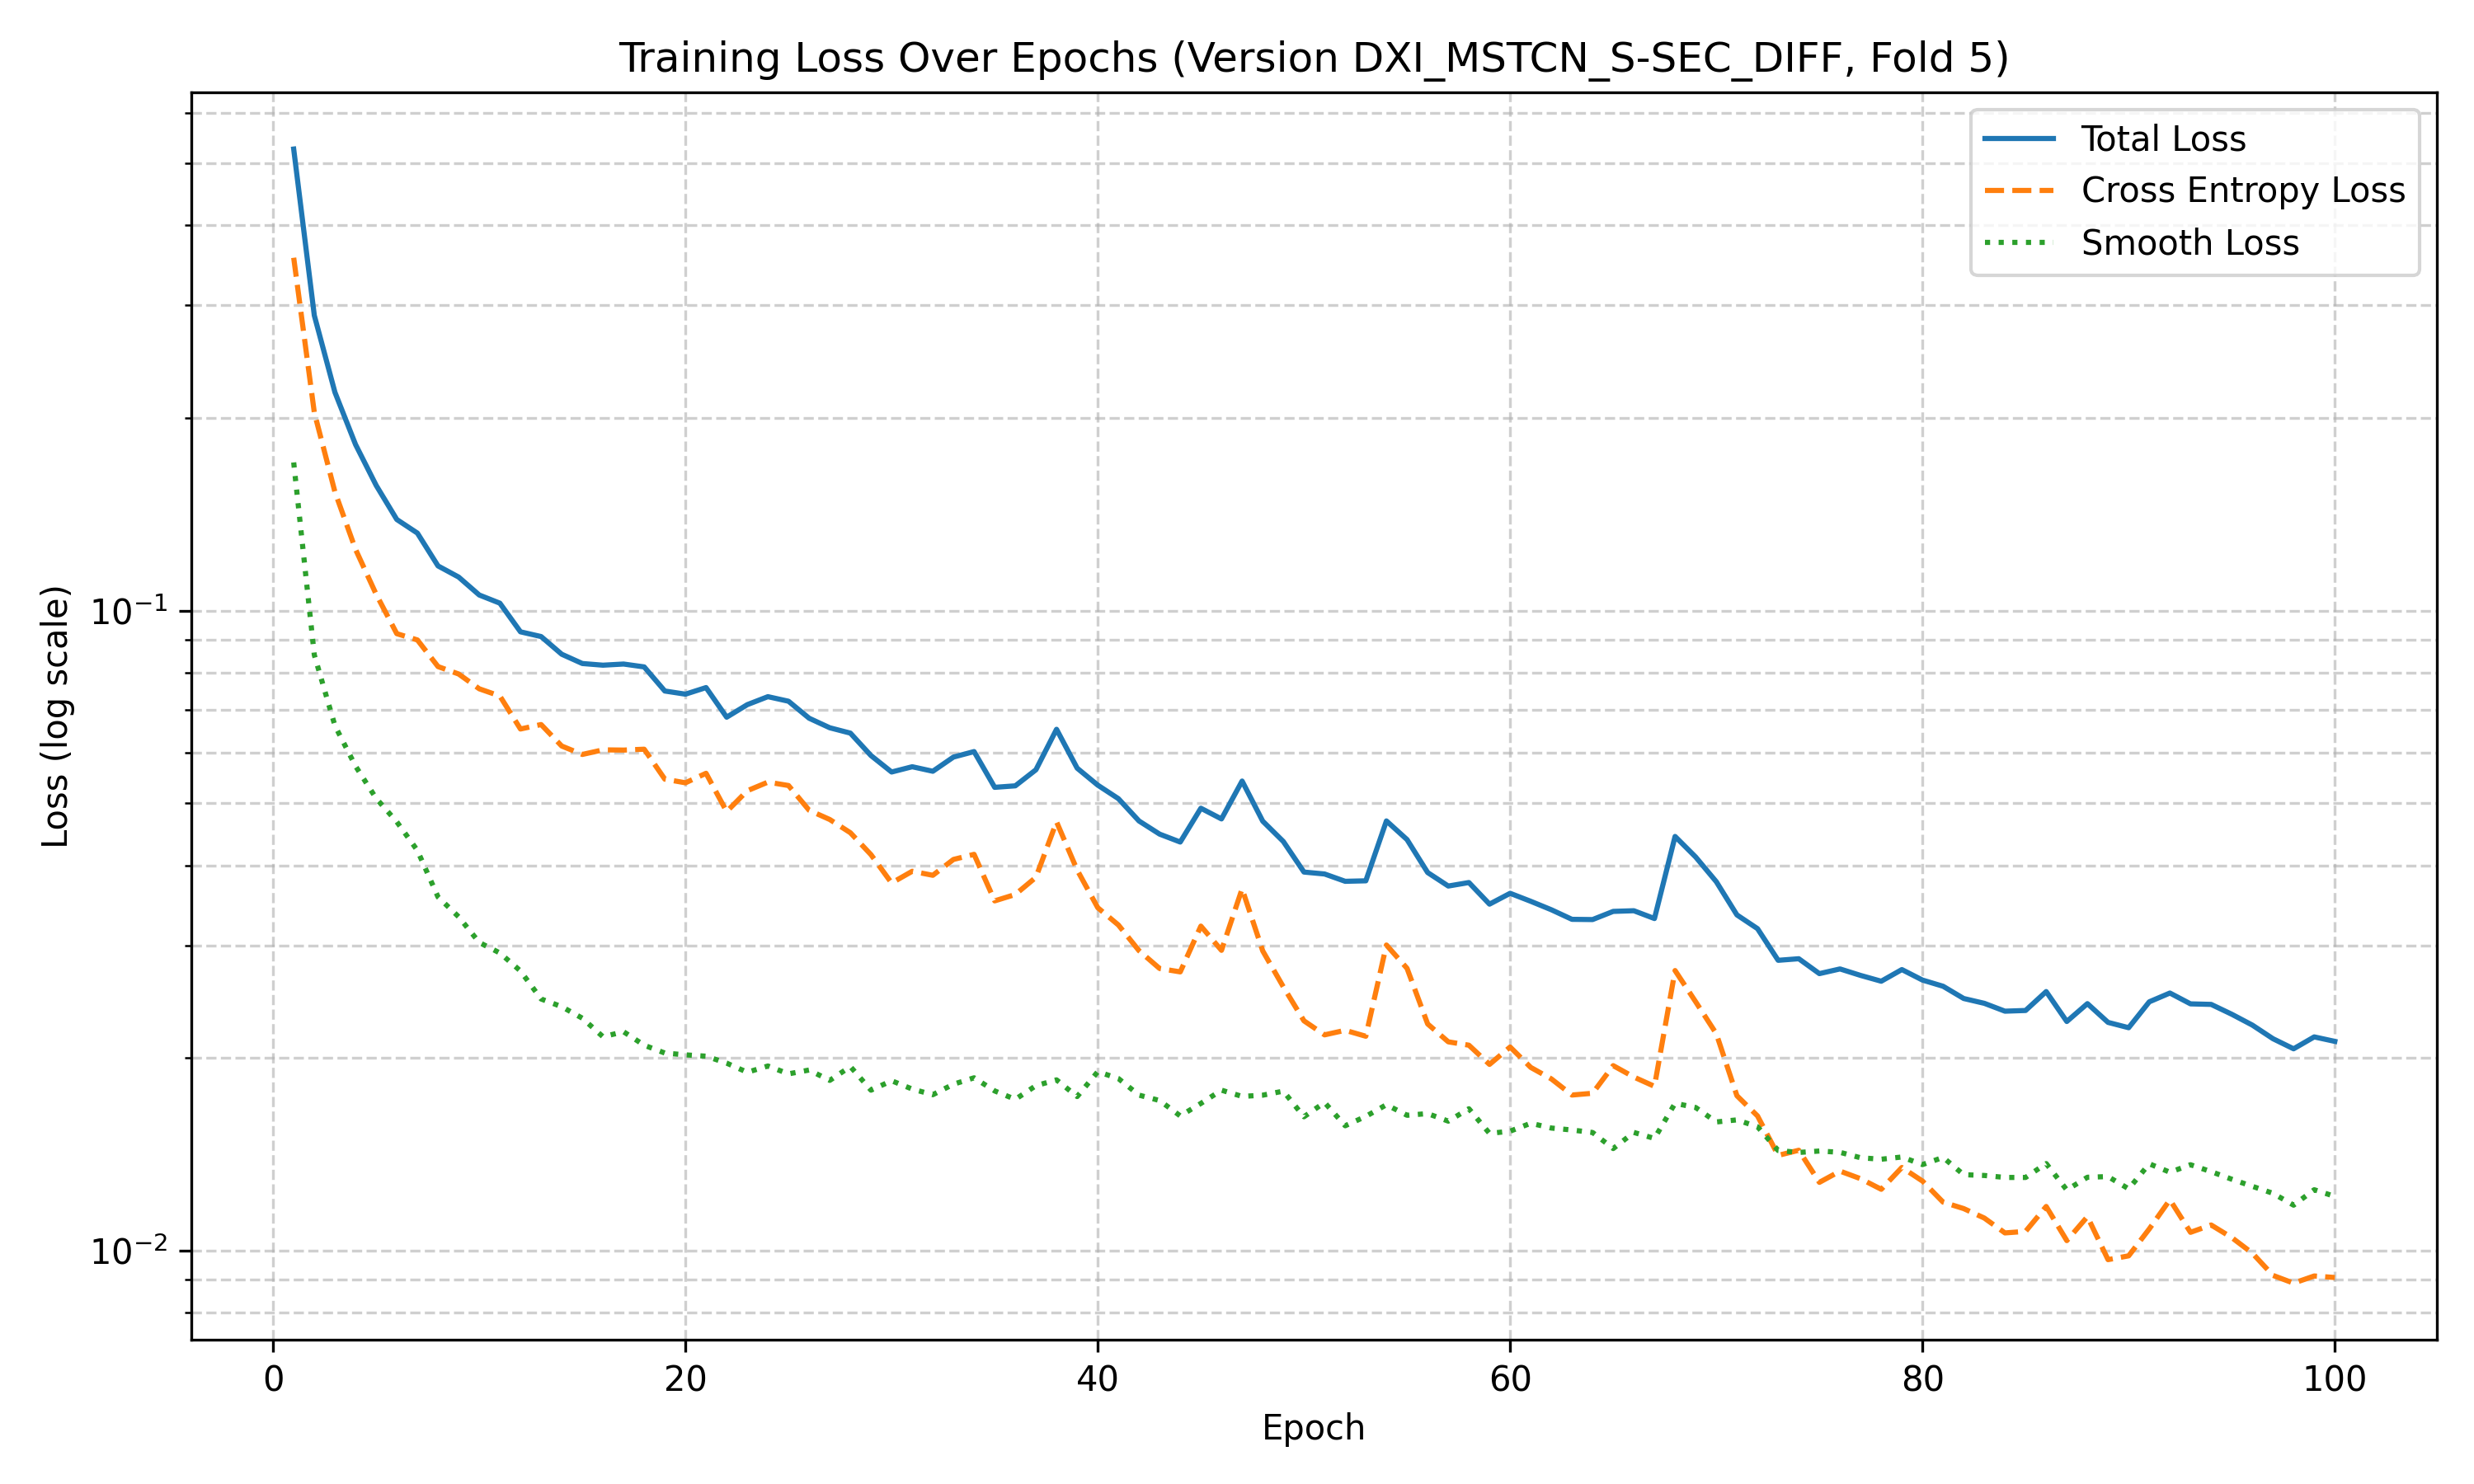 Training Loss Over Epochs (Version DXI_MSTCN_S-SEC_DIFF, Fold 5)
Total Loss
Cross Entropy Loss
Smooth Loss
Loss (log scale)
10⁻¹
10⁻²
0 20 40 60 80 100
Epoch